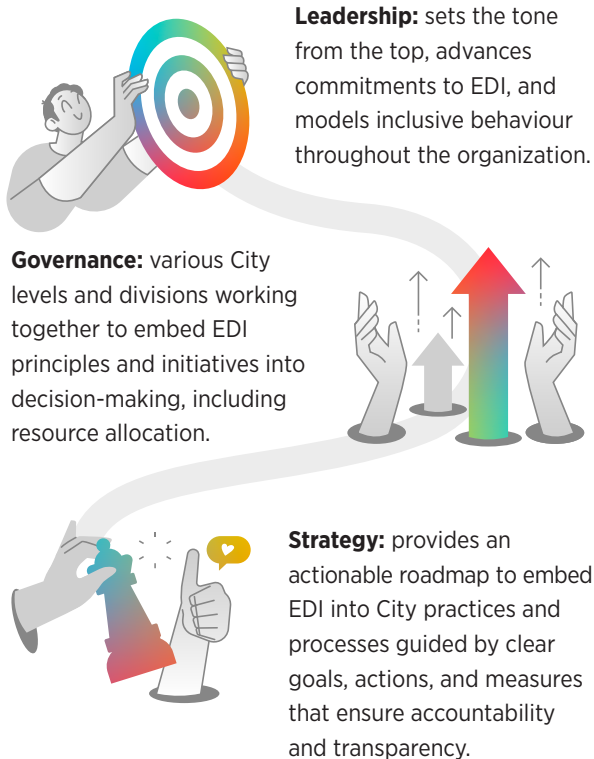 Leadership: sets the tone
from the top, advances
commitments to EDI, and
models inclusive behaviour
throughout the organization.
Governance: various City
levels and divisions working
together to embed EDI
principles and initiatives into
decision-making, including
resource allocation.
Strategy: provides an
actionable roadmap to embed
EDI into City practices and
processes guided by clear
goals, actions, and measures
that ensure accountability
and transparency.